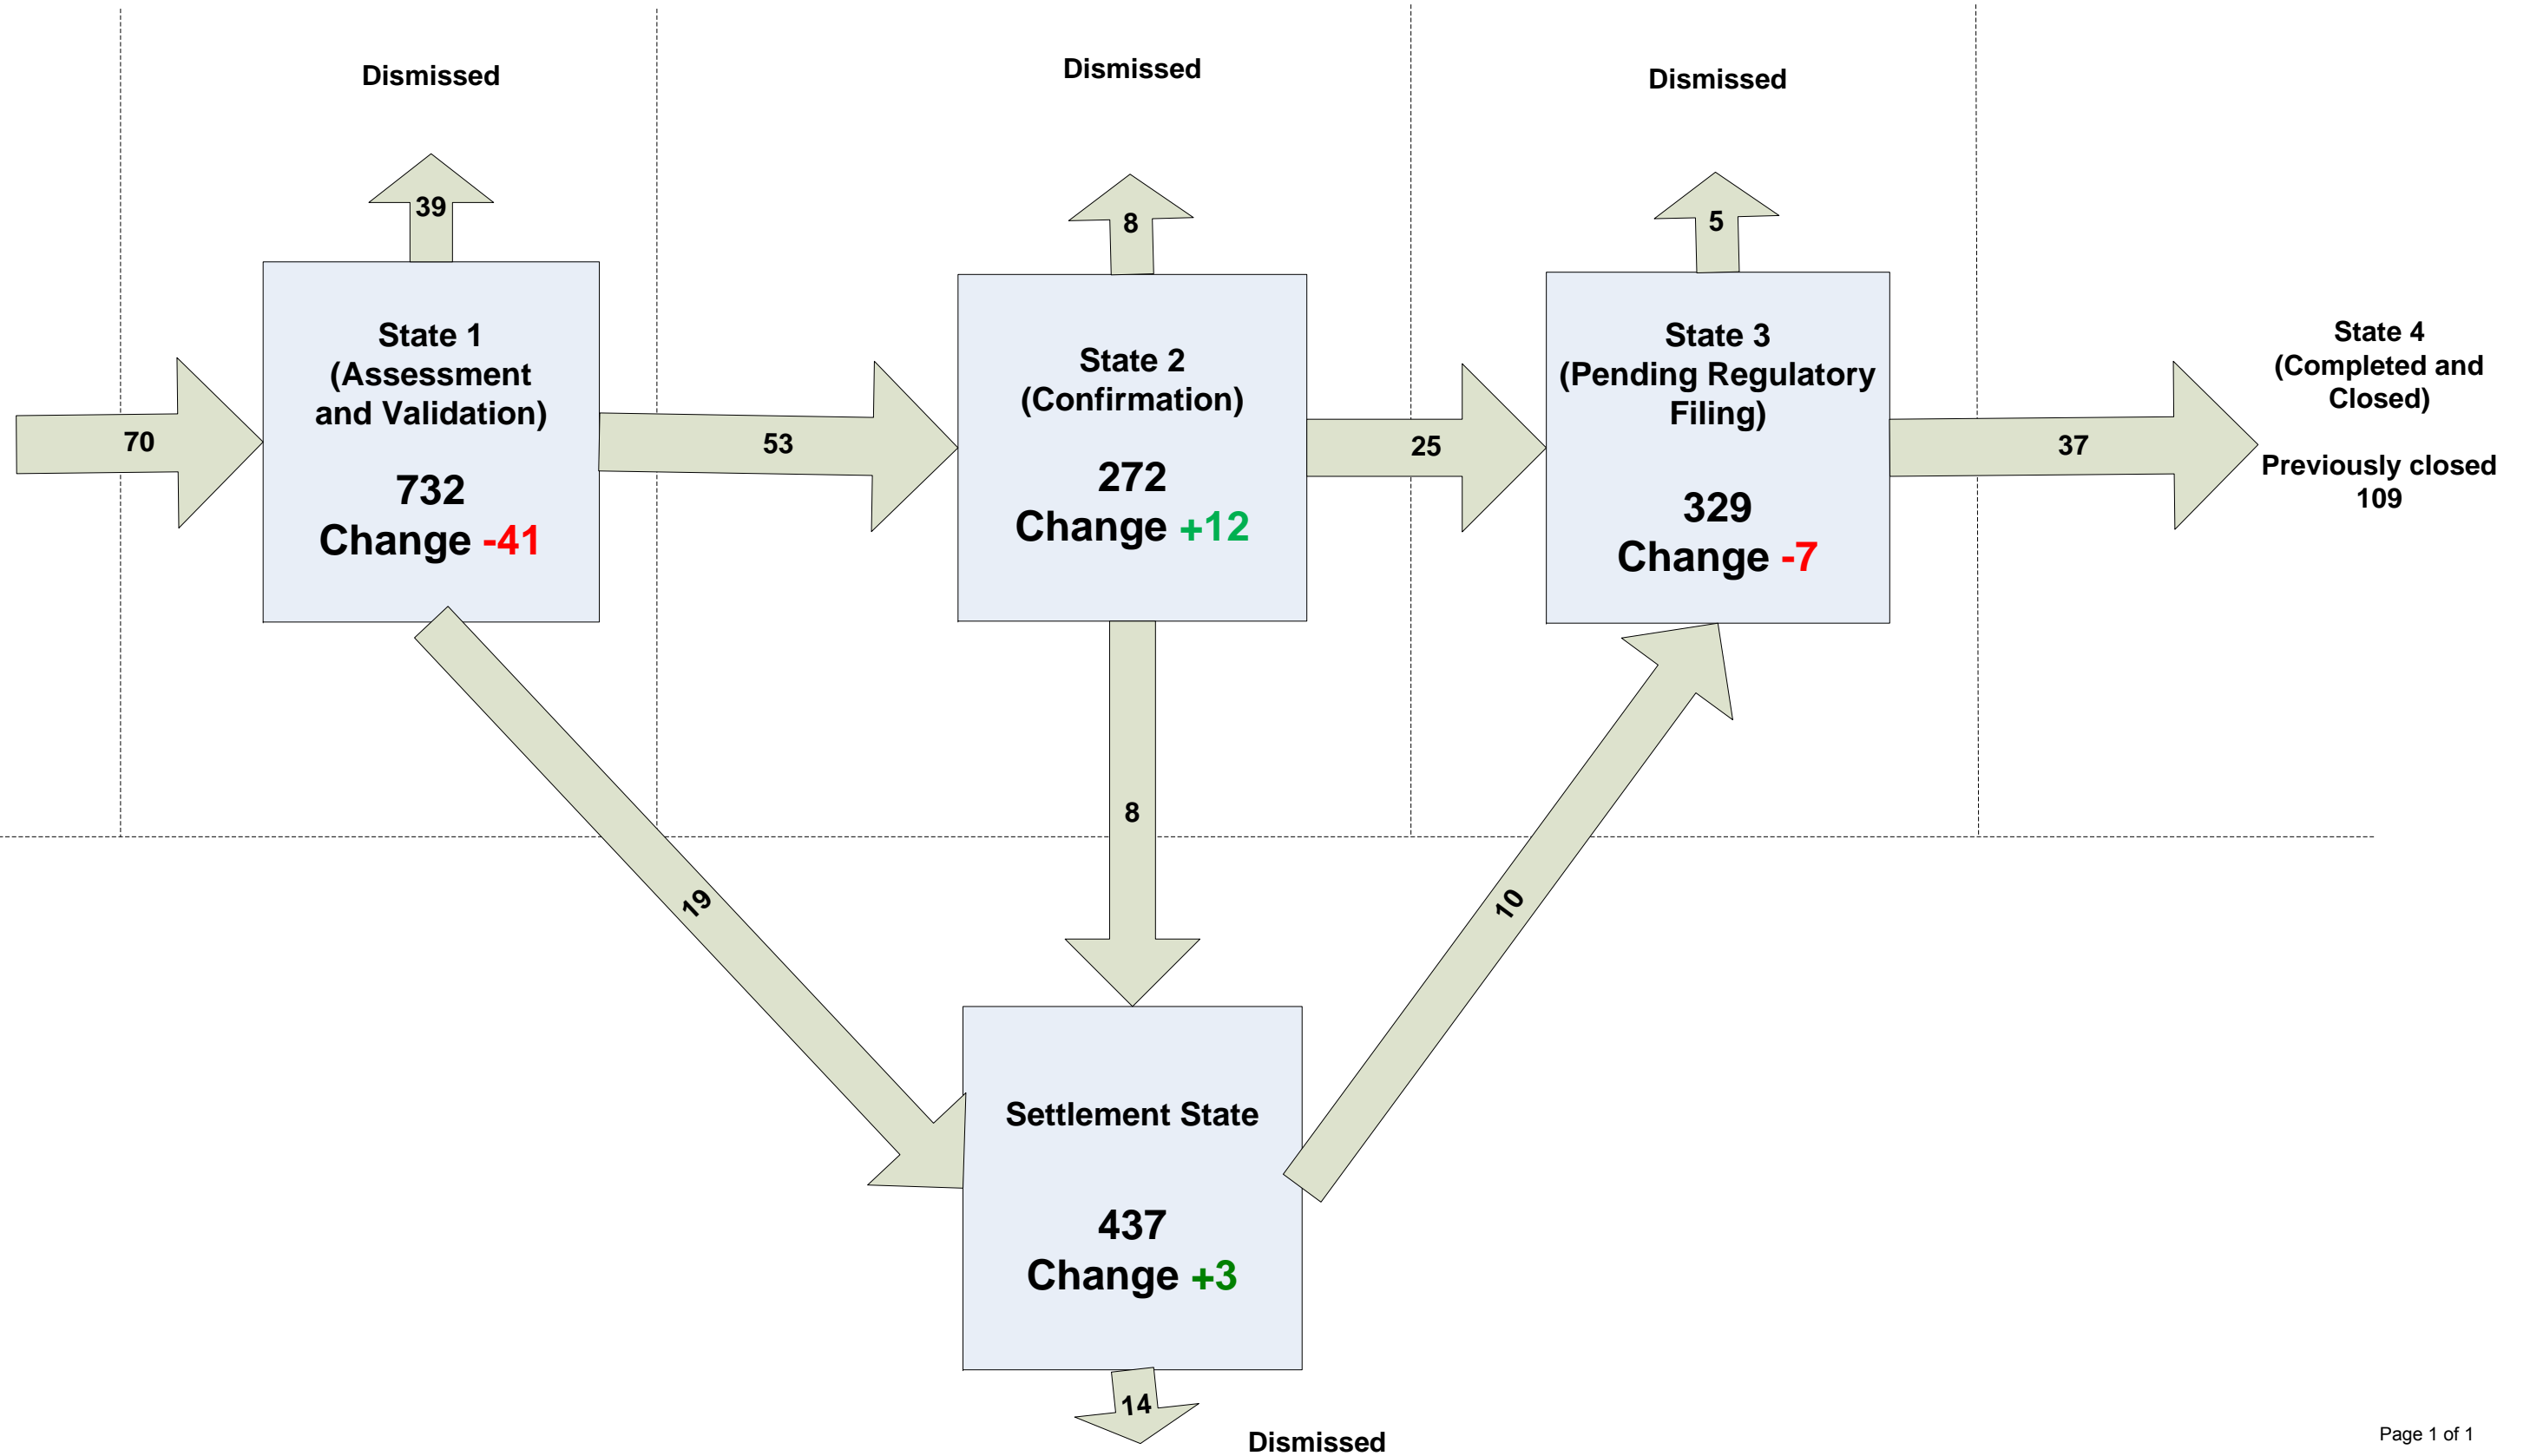 Dismissed
Dismissed
Dismissed
39
8
5
State 1
(Assessment
and Validation)
732
Change -41
State 2
(Confirmation)
272
Change +12
State 3
(Pending Regulatory
Filing)
329
Change -7
State 4
(Completed and
Closed)
Previously closed
109
70
53
25
37
8
19
10
Settlement State
437
Change +3
14
Dismissed
Page 1 of 1